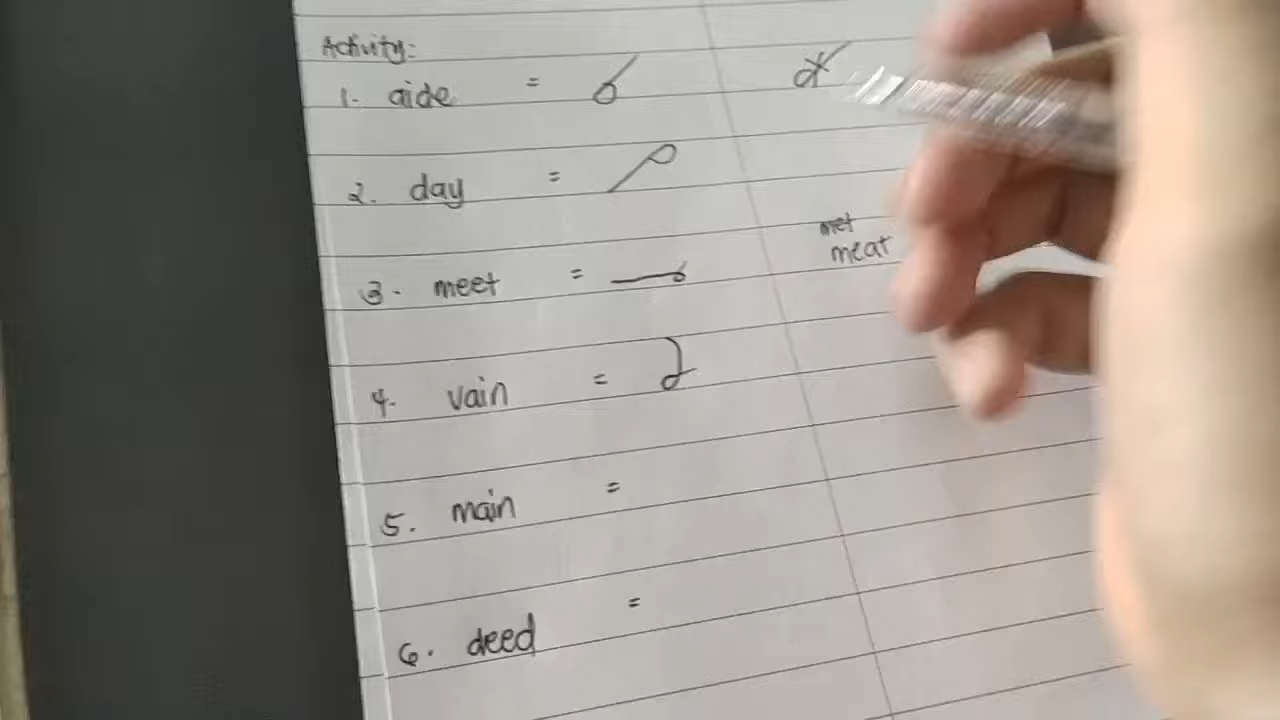 Activity:
1. aide =
2. day =
3. meet =
met
meat
4. vain =
5. main =
6. deed =